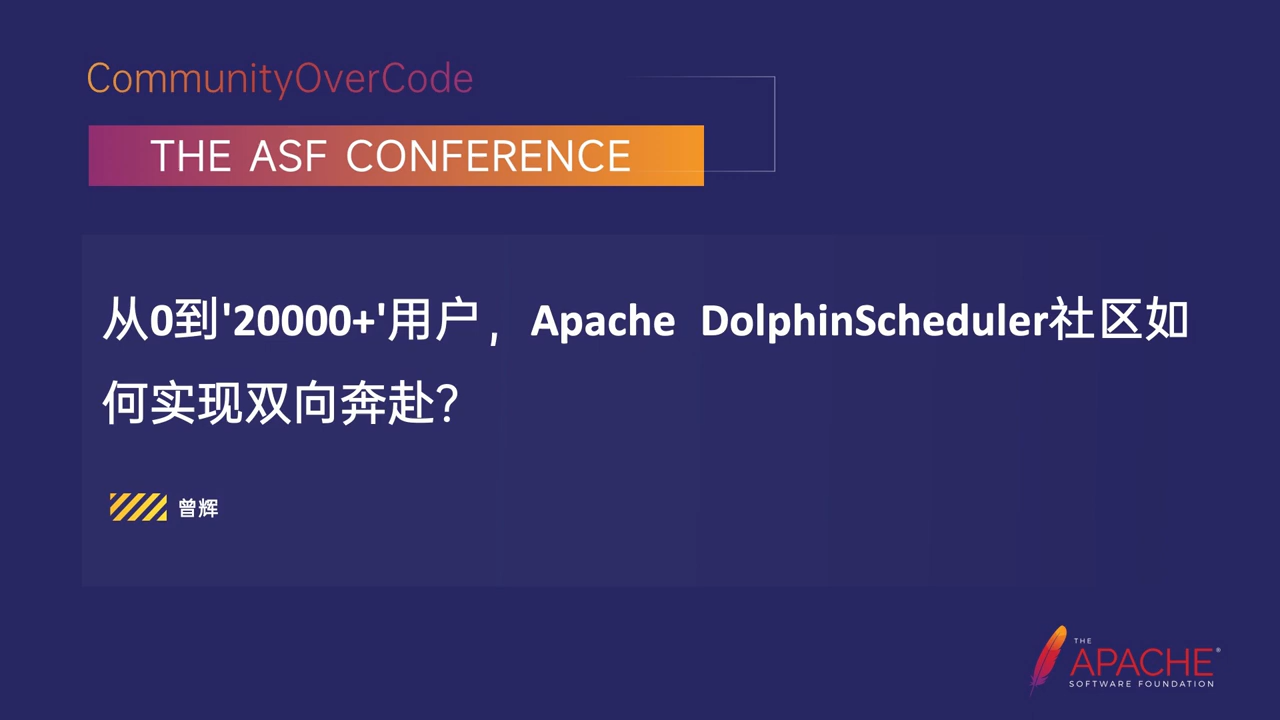 CommunityOverCode
THE ASF CONFERENCE
从0到'20000+'用户，Apache DolphinScheduler社区如
何实现双向奔赴？
曾辉
THE
APACHE®
SOFTWARE FOUNDATION